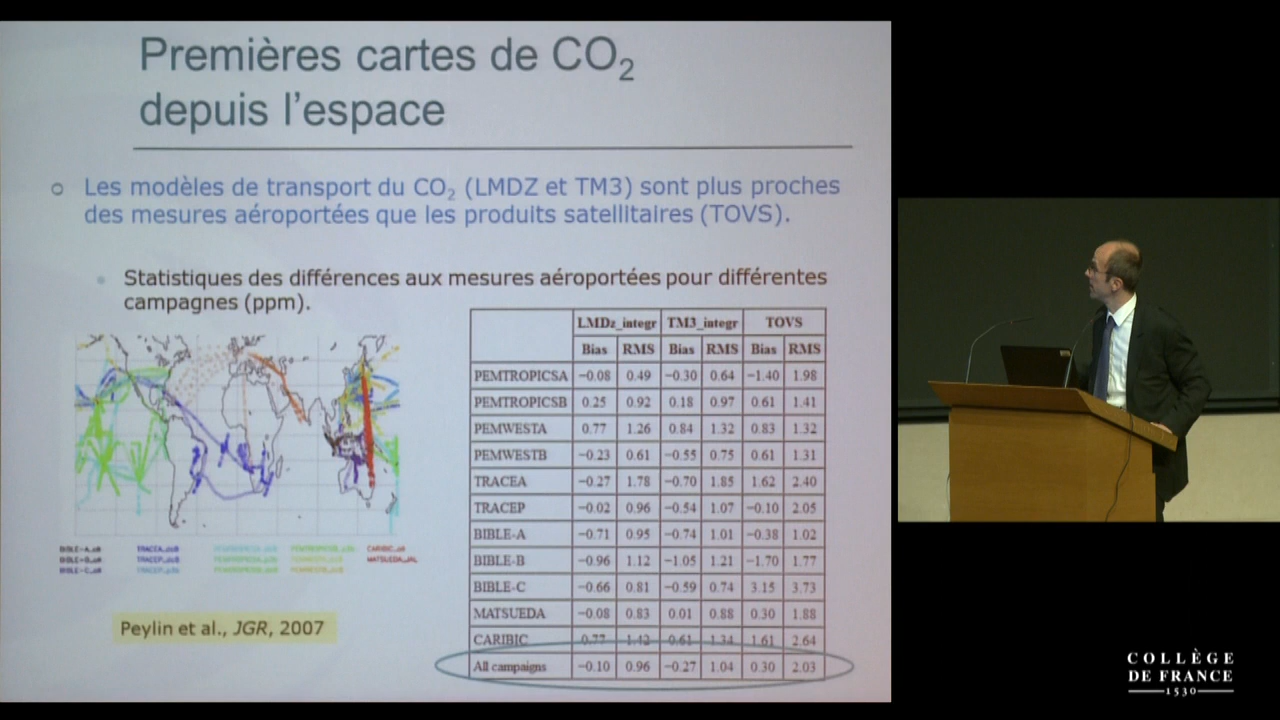 Premières cartes de CO2
depuis l'espace
Les modèles de transport du CO2 (LMDZ et TM3) sont plus proches
des mesures aéroportées que les produits satellitaires (TOVS).
Statistiques des différences aux mesures aéroportées pour différentes
campagnes (ppm).
LMDz_integr TM3_integr TOVS
Bias RMS Bias RMS Bias RMS
PEMTROPICSA −0.08 0.49 −0.30 0.64 −1.40 1.98
PEMTROPICSB 0.25 0.92 0.18 0.97 0.61 1.41
PEMWESTA 0.77 1.26 0.84 1.32 0.83 1.32
PEMWESTB −0.23 0.61 −0.55 0.75 0.61 1.31
TRACEA −0.27 1.78 −0.70 1.85 1.62 2.40
TRACEP −0.02 0.96 −0.54 1.07 −0.10 2.05
BIBLE-A −0.71 0.95 −0.74 1.01 −0.38 1.02
BIBLE-B −0.96 1.12 −1.05 1.21 −1.70 1.77
BIBLE-C −0.66 0.81 −0.59 0.74 3.15 3.73
MATSUEDA −0.08 0.83 0.01 0.88 0.30 1.88
CARIBIC 0.77 1.42 0.61 1.34 1.61 2.64
All campaigns −0.10 0.96 −0.27 1.04 0.30 2.03
Peylin et al., JGR, 2007
COLLÈGE
DE FRANCE
1530